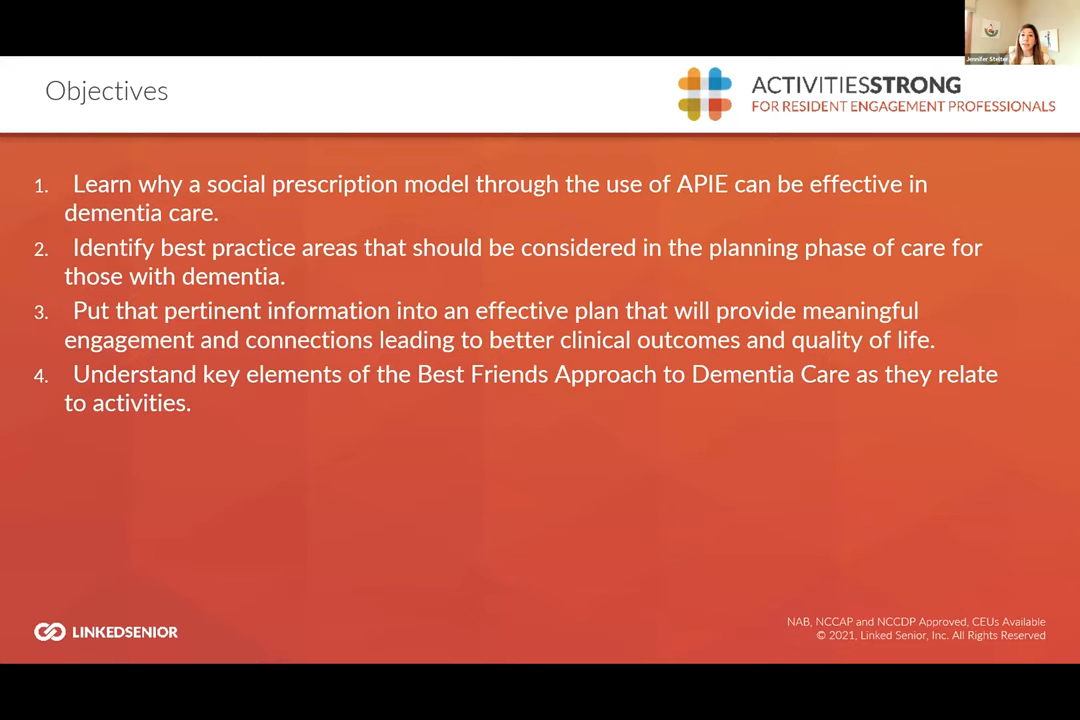 Jennifer Stelter
Objectives
ACTIVITIESSTRONG
FOR RESIDENT ENGAGEMENT PROFESSIONALS
1. Learn why a social prescription model through the use of APIE can be effective in
dementia care.
2. Identify best practice areas that should be considered in the planning phase of care for
those with dementia.
3. Put that pertinent information into an effective plan that will provide meaningful
engagement and connections leading to better clinical outcomes and quality of life.
4. Understand key elements of the Best Friends Approach to Dementia Care as they relate
to activities.
LINKEDSENIOR
NAB, NCCAP and NCCDP Approved, CEUs Available
© 2021, Linked Senior, Inc. All Rights Reserved